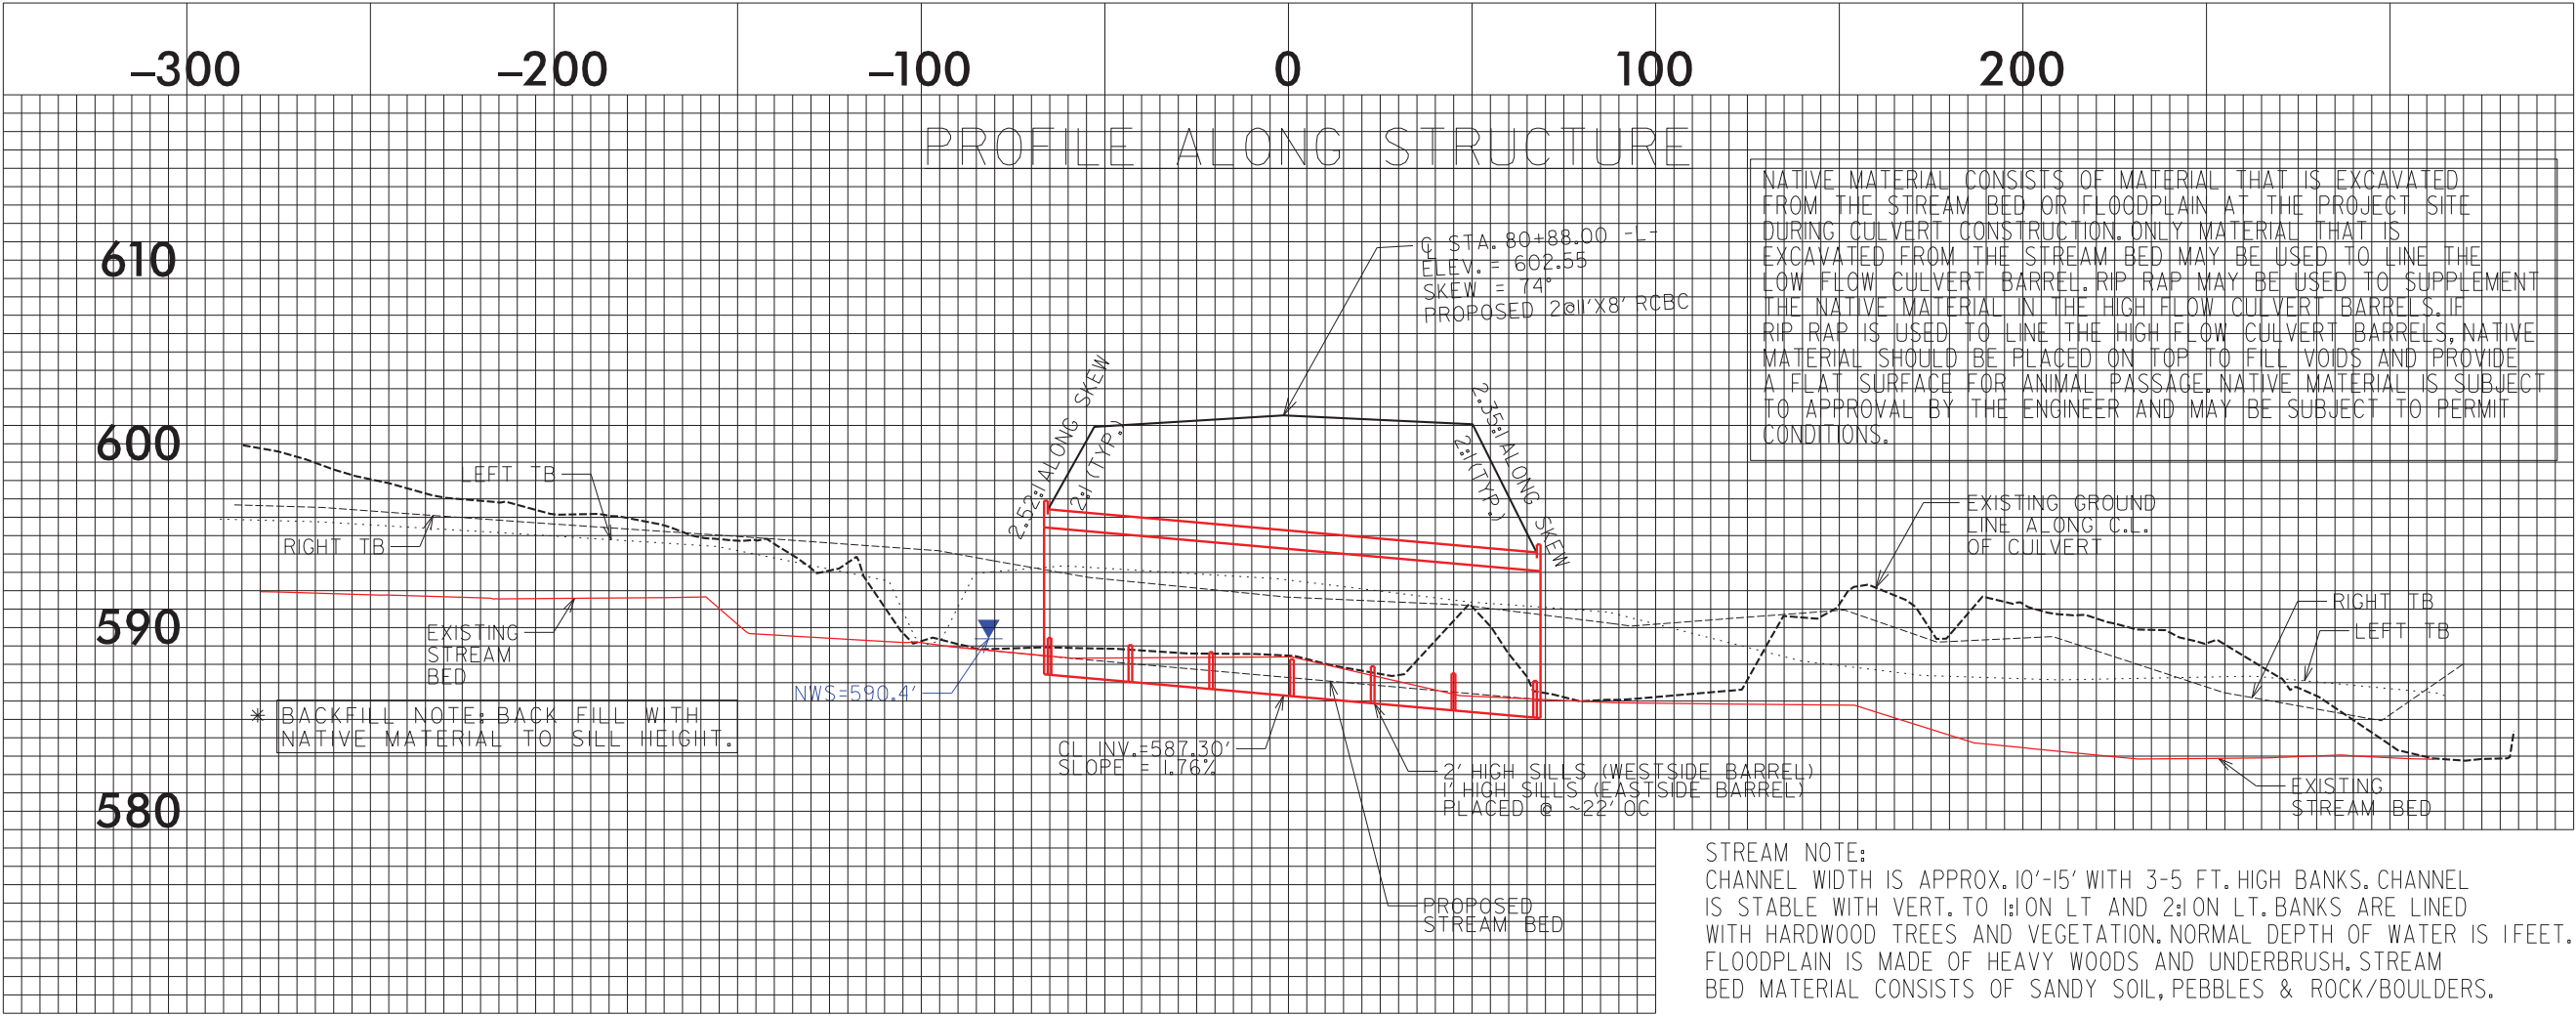 –300 –200 –100 0 100 200
PROFILE ALONG STRUCTURE
NATIVE MATERIAL CONSISTS OF MATERIAL THAT IS EXCAVATED
FROM THE STREAM BED OR FLOODPLAIN AT THE PROJECT SITE
DURING CULVERT CONSTRUCTION. ONLY MATERIAL THAT IS
EXCAVATED FROM THE STREAM BED MAY BE USED TO LINE THE
LOW FLOW CULVERT BARREL. RIP RAP MAY BE USED TO SUPPLEMENT
THE NATIVE MATERIAL IN THE HIGH FLOW CULVERT BARRELS. IF
RIP RAP IS USED TO LINE THE HIGH FLOW CULVERT BARRELS, NATIVE
MATERIAL SHOULD BE PLACED ON TOP TO FILL VOIDS AND PROVIDE
A FLAT SURFACE FOR ANIMAL PASSAGE. NATIVE MATERIAL IS SUBJECT
TO APPROVAL BY THE ENGINEER AND MAY BE SUBJECT TO PERMIT
CONDITIONS.
610
600
590
580
℄ STA. 80+88.00 -L-
ELEV. = 602.55
SKEW = 74°
PROPOSED 2@11'X8' RCBC
2.52:1 ALONG SKEW
2:1 (TYP.)
2.35:1 ALONG SKEW
2:1 (TYP.)
LEFT TB
RIGHT TB
EXISTING
STREAM
BED
EXISTING GROUND
LINE ALONG C.L.
OF CULVERT
RIGHT TB
LEFT TB
NWS=590.4'
* BACKFILL NOTE: BACK FILL WITH
NATIVE MATERIAL TO SILL HEIGHT.
CL INV.=587.30'
SLOPE = 1.76%
2' HIGH SILLS (WESTSIDE BARREL)
1' HIGH SILLS (EASTSIDE BARREL)
PLACED @ ~22' OC
EXISTING
STREAM BED
PROPOSED
STREAM BED
STREAM NOTE:
CHANNEL WIDTH IS APPROX. 10'-15' WITH 3-5 FT. HIGH BANKS. CHANNEL
IS STABLE WITH VERT. TO 1:1 ON LT AND 2:1 ON LT. BANKS ARE LINED
WITH HARDWOOD TREES AND VEGETATION. NORMAL DEPTH OF WATER IS 1 FEET.
FLOODPLAIN IS MADE OF HEAVY WOODS AND UNDERBRUSH. STREAM
BED MATERIAL CONSISTS OF SANDY SOIL, PEBBLES & ROCK/BOULDERS.